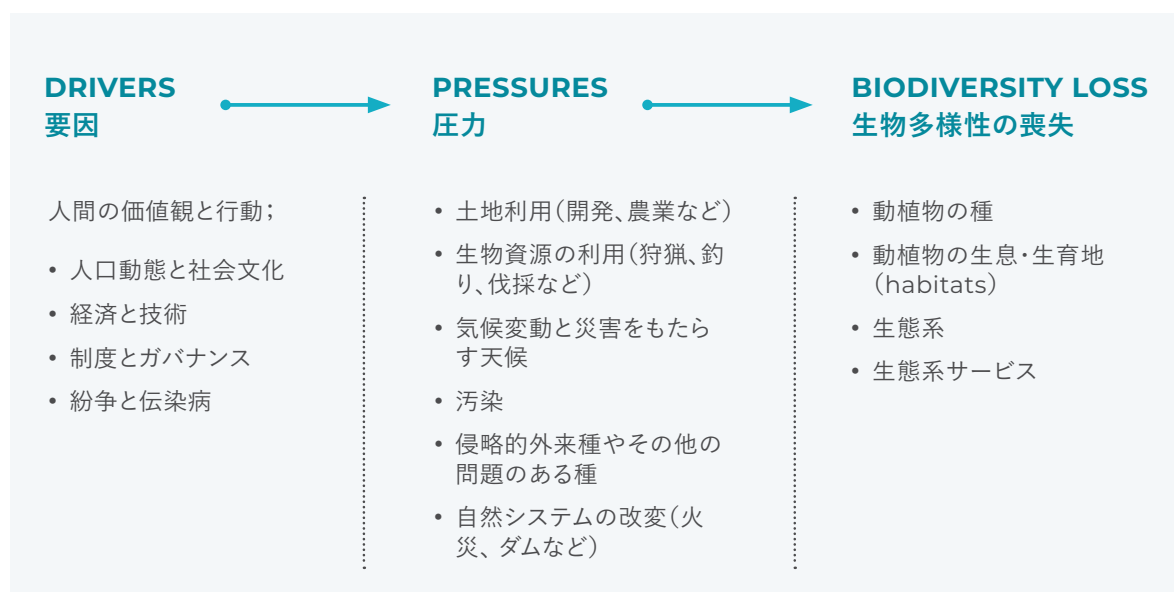 DRIVERS
要因
人間の価値観と行動；
• 人口動態と社会文化
• 経済と技術
• 制度とガバナンス
• 紛争と伝染病
PRESSURES
圧力
• 土地利用（開発、農業など）
• 生物資源の利用（狩猟、釣
り、伐採など）
• 気候変動と災害をもたら
す天候
• 汚染
• 侵略的外来種やその他の
問題のある種
• 自然システムの改変（火
災、ダムなど）
BIODIVERSITY LOSS
生物多様性の喪失
• 動植物の種
• 動植物の生息・生育地
（habitats）
• 生態系
• 生態系サービス